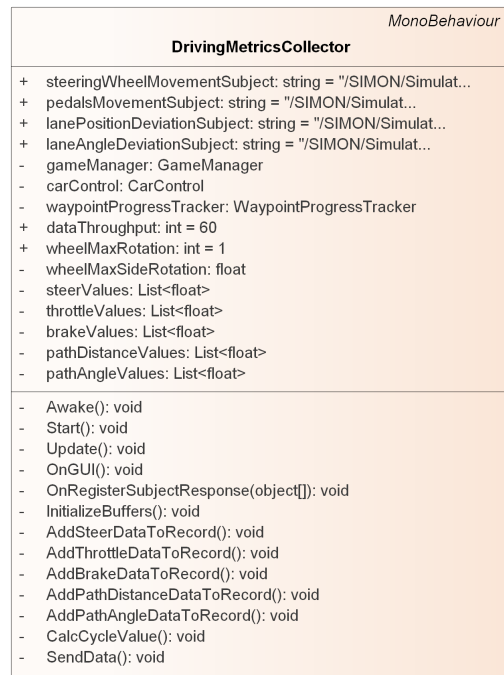 MonoBehaviour
DrivingMetricsCollector
+ steeringWheelMovementSubject: string = "/SIMON/Simulat...
+ pedalsMovementSubject: string = "/SIMON/Simulat...
+ lanePositionDeviationSubject: string = "/SIMON/Simulat...
+ laneAngleDeviationSubject: string = "/SIMON/Simulat...
- gameManager: GameManager
- carControl: CarControl
- waypointProgressTracker: WaypointProgressTracker
+ dataThroughput: int = 60
+ wheelMaxRotation: int = 1
- wheelMaxSideRotation: float
- steerValues: List<float>
- throttleValues: List<float>
- brakeValues: List<float>
- pathDistanceValues: List<float>
- pathAngleValues: List<float>
- Awake(): void
- Start(): void
- Update(): void
- OnGUI(): void
- OnRegisterSubjectResponse(object[]): void
- InitializeBuffers(): void
- AddSteerDataToRecord(): void
- AddThrottleDataToRecord(): void
- AddBrakeDataToRecord(): void
- AddPathDistanceDataToRecord(): void
- AddPathAngleDataToRecord(): void
- CalcCycleValue(): void
- SendData(): void